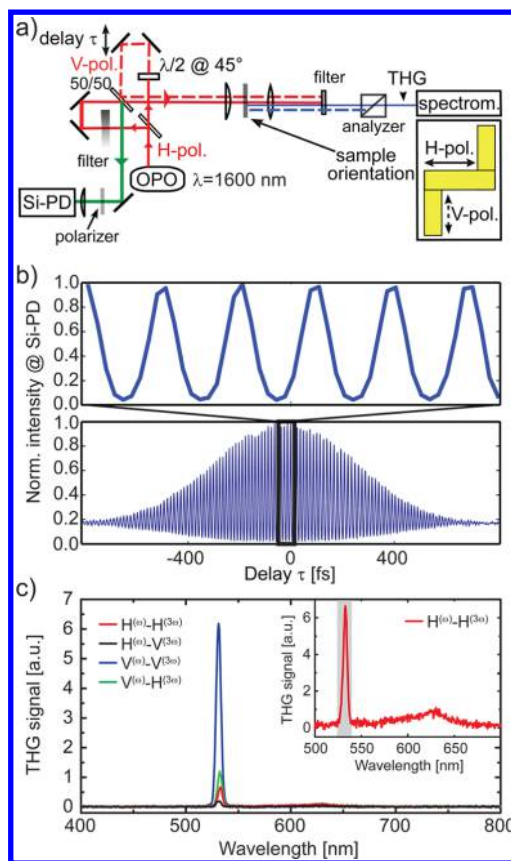 a)
delay τ
V-pol.
λ/2 @ 45°
50/50
filter
THG
spectrom.
analyzer
sample
orientation
H-pol.
filter
OPO λ=1600 nm
Si-PD
polarizer
H-pol.
V-pol.
b)
Norm. intensity @ Si-PD
1.0
0.8
0.6
0.4
0.2
0.0
1.0
0.8
0.6
0.4
0.2
0.0
-400 0 400
Delay τ [fs]
c)
THG signal [a.u.]
7
6
5
4
3
2
1
0
H(ω)-H(3ω)
H(ω)-V(3ω)
V(ω)-V(3ω)
V(ω)-H(3ω)
THG signal [a.u.]
6
4
2
0
H(ω)-H(3ω)
500 550 600 650
Wavelength [nm]
400 500 600 700 800
Wavelength [nm]